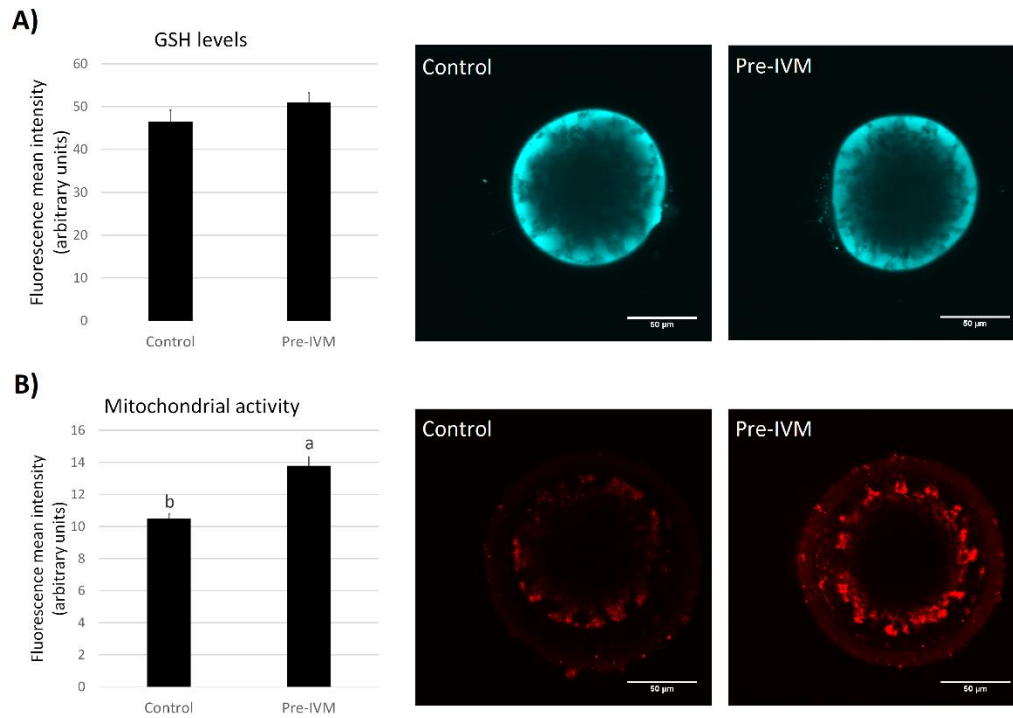 A)
GSH levels
Fluorescence mean intensity
(arbitrary units)
60
50
40
30
20
10
0
Control
Pre-IVM
Control
50 µm
Pre-IVM
50 µm
B)
Mitochondrial activity
Fluorescence mean intensity
(arbitrary units)
16
14
12
10
8
6
4
2
0
b
a
Control
Pre-IVM
Control
50 µm
Pre-IVM
50 µm